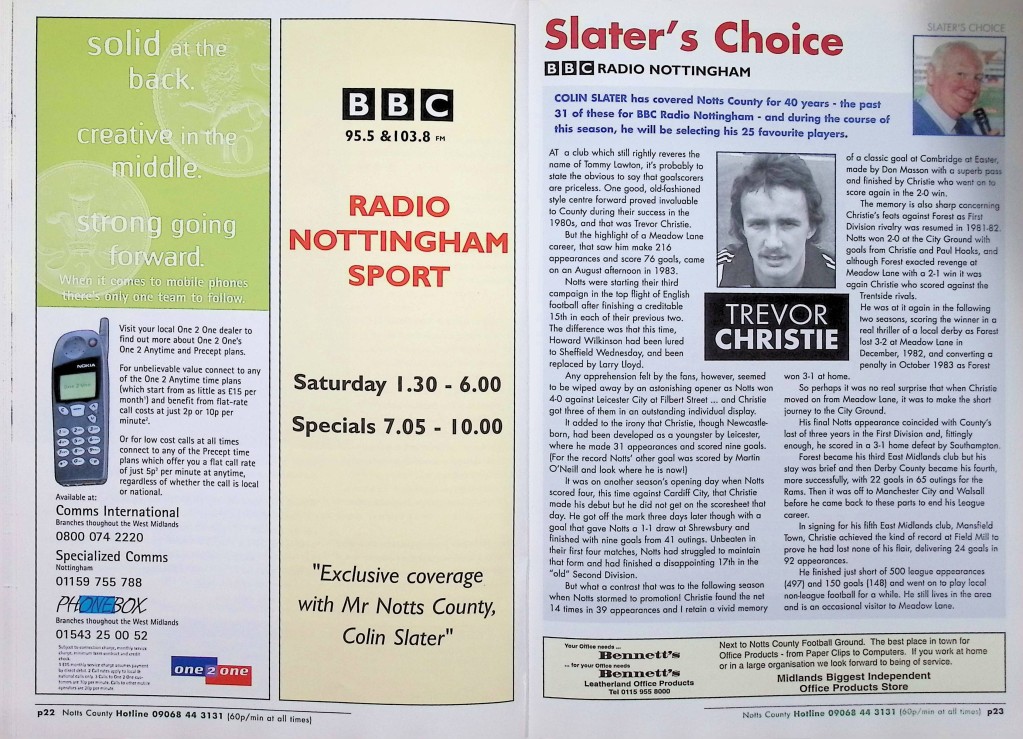 solid at the
back.
creative in the
middle.
strong going
forward.
When it comes to mobile phones
there's only one team to follow.
NOKIA
Visit your local One 2 One dealer to
find out more about One 2 One's
One 2 Anytime and Precept plans.
For unbelievable value connect to any
of the One 2 Anytime time plans
(which start from as little as £15 per
month¹) and benefit from flat-rate
call costs at just 2p or 10p per
minute².
Or for low cost calls at all times
connect to any of the Precept time
plans which offer you a flat call rate
of just 5p³ per minute at anytime,
regardless of whether the call is local
or national.
Available at:
Comms International
Branches thoughout the West Midlands
0800 074 2220
Specialized Comms
Nottingham
01159 755 788
PHONEBOX
Branches thoughout the West Midlands
01543 25 00 52
one2one
p22 Notts County Hotline 09068 44 3131 (60p/min at all times)
BBC
95.5 &103.8 FM
RADIO
NOTTINGHAM
SPORT
Saturday 1.30 - 6.00
Specials 7.05 - 10.00
"Exclusive coverage
with Mr Notts County,
Colin Slater"
SLATER'S CHOICE
Slater's Choice
BBC RADIO NOTTINGHAM
COLIN SLATER has covered Notts County for 40 years - the past
31 of these for BBC Radio Nottingham - and during the course of
this season, he will be selecting his 25 favourite players.
AT a club which still rightly reveres the
name of Tommy Lawton, it's probably to
state the obvious to say that goalscorers
are priceless. One good, old-fashioned
style centre forward proved invaluable
to County during their success in the
1980s, and that was Trevor Christie.
But the highlight of a Meadow Lane
career, that saw him make 216
appearances and score 76 goals, came
on an August afternoon in 1983.
Notts were starting their third
campaign in the top flight of English
football after finishing a creditable
15th in each of their previous two.
The difference was that this time,
Howard Wilkinson had been lured
to Sheffield Wednesday, and been
replaced by Larry Lloyd.
Any apprehension felt by the fans, however, seemed
to be wiped away by an astonishing opener as Notts won
4-0 against Leicester City at Filbert Street ... and Christie
got three of them in an outstanding individual display.
It added to the irony that Christie, though Newcastle-
born, had been developed as a youngster by Leicester,
where he made 31 appearances and scored nine goals.
(For the record Notts' other goal was scored by Martin
O'Neill and look where he is now!)
It was on another season's opening day when Notts
scored four, this time against Cardiff City, that Christie
made his debut but he did not get on the scoresheet that
day. He got off the mark three days later though with a
goal that gave Notts a 1-1 draw at Shrewsbury and
finished with nine goals from 41 outings. Unbeaten in
their first four matches, Notts had struggled to maintain
that form and had finished a disappointing 17th in the
"old" Second Division.
But what a contrast that was to the following season
when Notts stormed to promotion! Christie found the net
14 times in 39 appearances and I retain a vivid memory
TREVOR
CHRISTIE
of a classic goal at Cambridge at Easter,
made by Don Masson with a superb pass
and finished by Christie who went on to
score again in the 2-0 win.
The memory is also sharp concerning
Christie's feats against Forest as First
Division rivalry was resumed in 1981-82.
Notts won 2-0 at the City Ground with
goals from Christie and Paul Hooks, and
although Forest exacted revenge at
Meadow Lane with a 2-1 win it was
again Christie who scored against the
Trentside rivals.
He was at it again in the following
two seasons, scoring the winner in a
real thriller of a local derby as Forest
lost 3-2 at Meadow Lane in
December, 1982, and converting a
penalty in October 1983 as Forest
won 3-1 at home.
So perhaps it was no real surprise that when Christie
moved on from Meadow Lane, it was to make the short
journey to the City Ground.
His final Notts appearance coincided with County's
last of three years in the First Division and, fittingly
enough, he scored in a 3-1 home defeat by Southampton.
Forest became his third East Midlands club but his
stay was brief and then Derby County became his fourth,
more successfully, with 22 goals in 65 outings for the
Rams. Then it was off to Manchester City and Walsall
before he came back to these parts to end his League
career.
In signing for his fifth East Midlands club, Mansfield
Town, Christie achieved the kind of record at Field Mill to
prove he had lost none of his flair, delivering 24 goals in
92 appearances.
He finished just short of 500 league appearances
(497) and 150 goals (148) and went on to play local
non-league football for a while. He still lives in the area
and is an occasional visitor to Meadow Lane.
Your Office needs ...
Bennett's
... for your Office needs
Bennett's
Leatherland Office Products
Tel 0115 955 8000
Next to Notts County Football Ground. The best place in town for
Office Products - from Paper Clips to Computers. If you work at home
or in a large organisation we look forward to being of service.
Midlands Biggest Independent
Office Products Store
Notts County Hotline 09068 44 3131 (60p/min at all times) p23